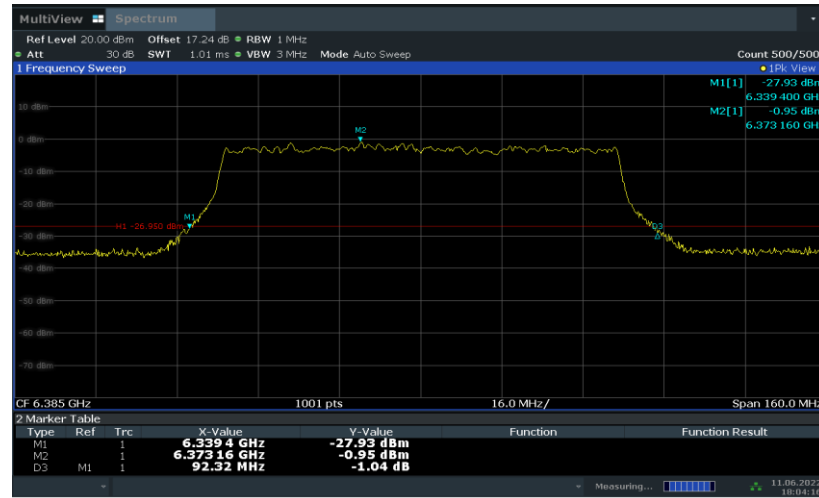 MultiView Spectrum
Ref Level 20.00 dBm Offset 17.24 dB RBW 1 MHz
Att 30 dB SWT 1.01 ms VBW 3 MHz Mode Auto Sweep Count 500/500
1 Frequency Sweep 1Pk View
M1[1] -27.93 dBm
6.339 400 GH
M2[1] -0.95 dBm
6.373 160 GH
10 dBm
M2
0 dBm
-10 dBm
-20 dBm
M1
H1 -26.950 dBm
D3
-30 dBm
-40 dBm
-50 dBm
-60 dBm
-70 dBm
CF 6.385 GHz 1001 pts 16.0 MHz/ Span 160.0 MHz
2 Marker Table
Type Ref Trc X-Value Y-Value Function Function Result
M1 1 6.339 4 GHz -27.93 dBm
M2 1 6.373 16 GHz -0.95 dBm
D3 M1 1 92.32 MHz -1.04 dB
Measuring... 11.06.2022
18:04:16